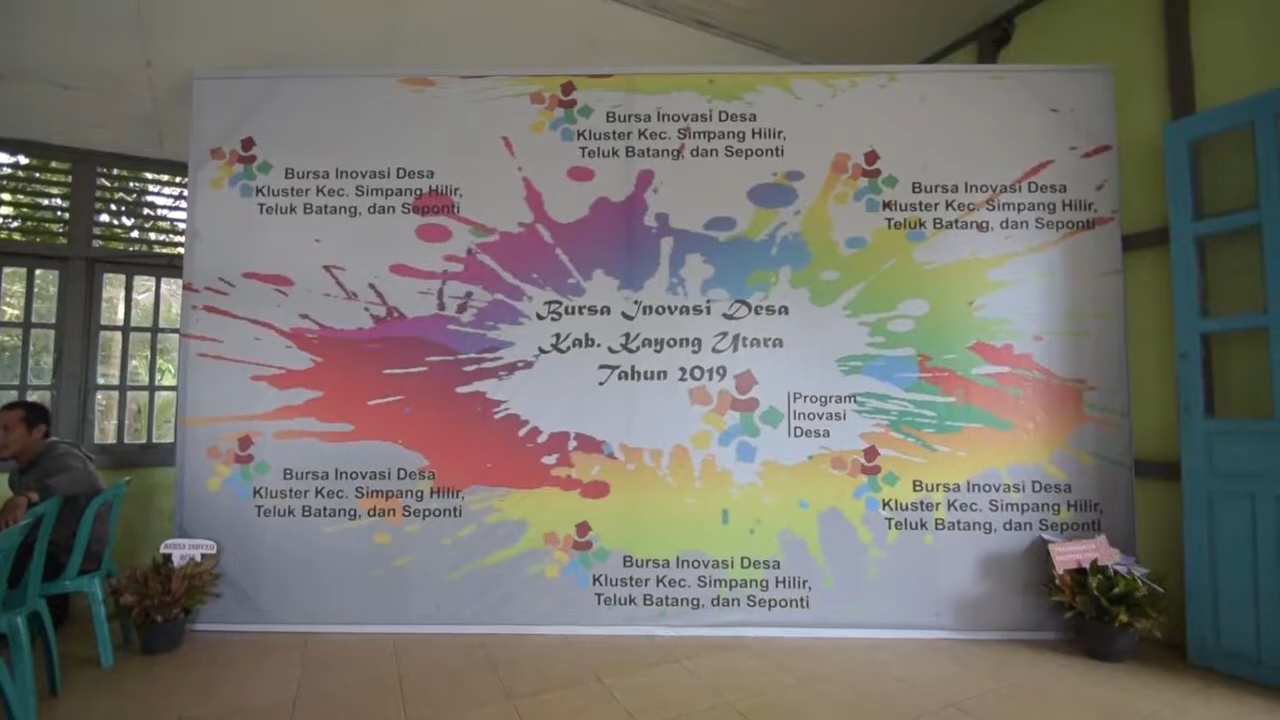 Bursa Inovasi Desa
Kluster Kec. Simpang Hilir,
Teluk Batang, dan Seponti
Bursa Inovasi Desa
Kluster Kec. Simpang Hilir,
Teluk Batang, dan Seponti
Bursa Inovasi Desa
Kluster Kec. Simpang Hilir,
Teluk Batang, dan Seponti
Bursa Inovasi Desa
Kab. Kayong Utara
Tahun 2019
Program
Inovasi
Desa
Bursa Inovasi Desa
Kluster Kec. Simpang Hilir,
Teluk Batang, dan Seponti
Bursa Inovasi Desa
Kluster Kec. Simpang Hilir,
Teluk Batang, dan Seponti
Bursa Inovasi Desa
Kluster Kec. Simpang Hilir,
Teluk Batang, dan Seponti
BURSA INOVASI
DESA